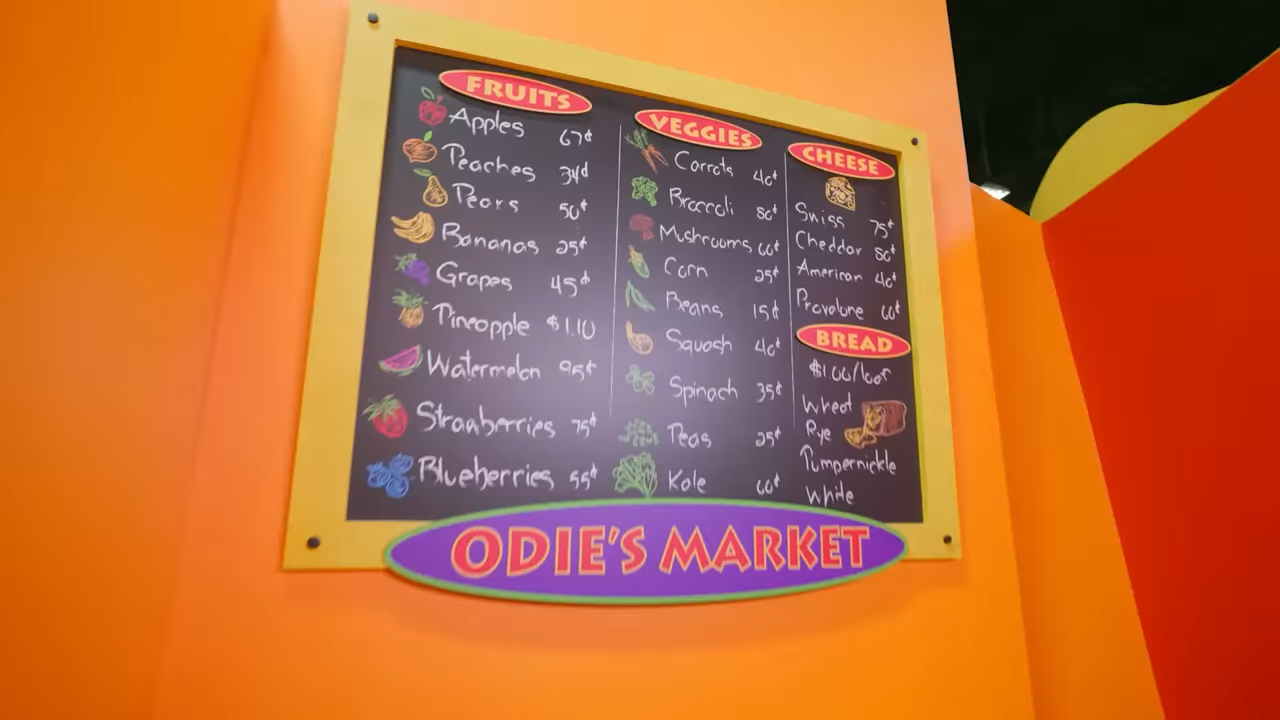 FRUITS
Apples 67¢
Peaches 34¢
Pears 50¢
Bananas 25¢
Grapes 45¢
Pineapple $1.10
Watermelon 95¢
Strawberries 75¢
Blueberries 55¢
VEGGIES
Carrots 40¢
Broccoli 50¢
Mushrooms 60¢
Corn 25¢
Beans 15¢
Squash 40¢
Spinach 35¢
Peas 25¢
Kale 60¢
CHEESE
Swiss 75¢
Cheddar 50¢
American 40¢
Provolone 60¢
BREAD
$1.00/loaf
Wheat
Rye
Pumpernickle
White
ODIE'S MARKET